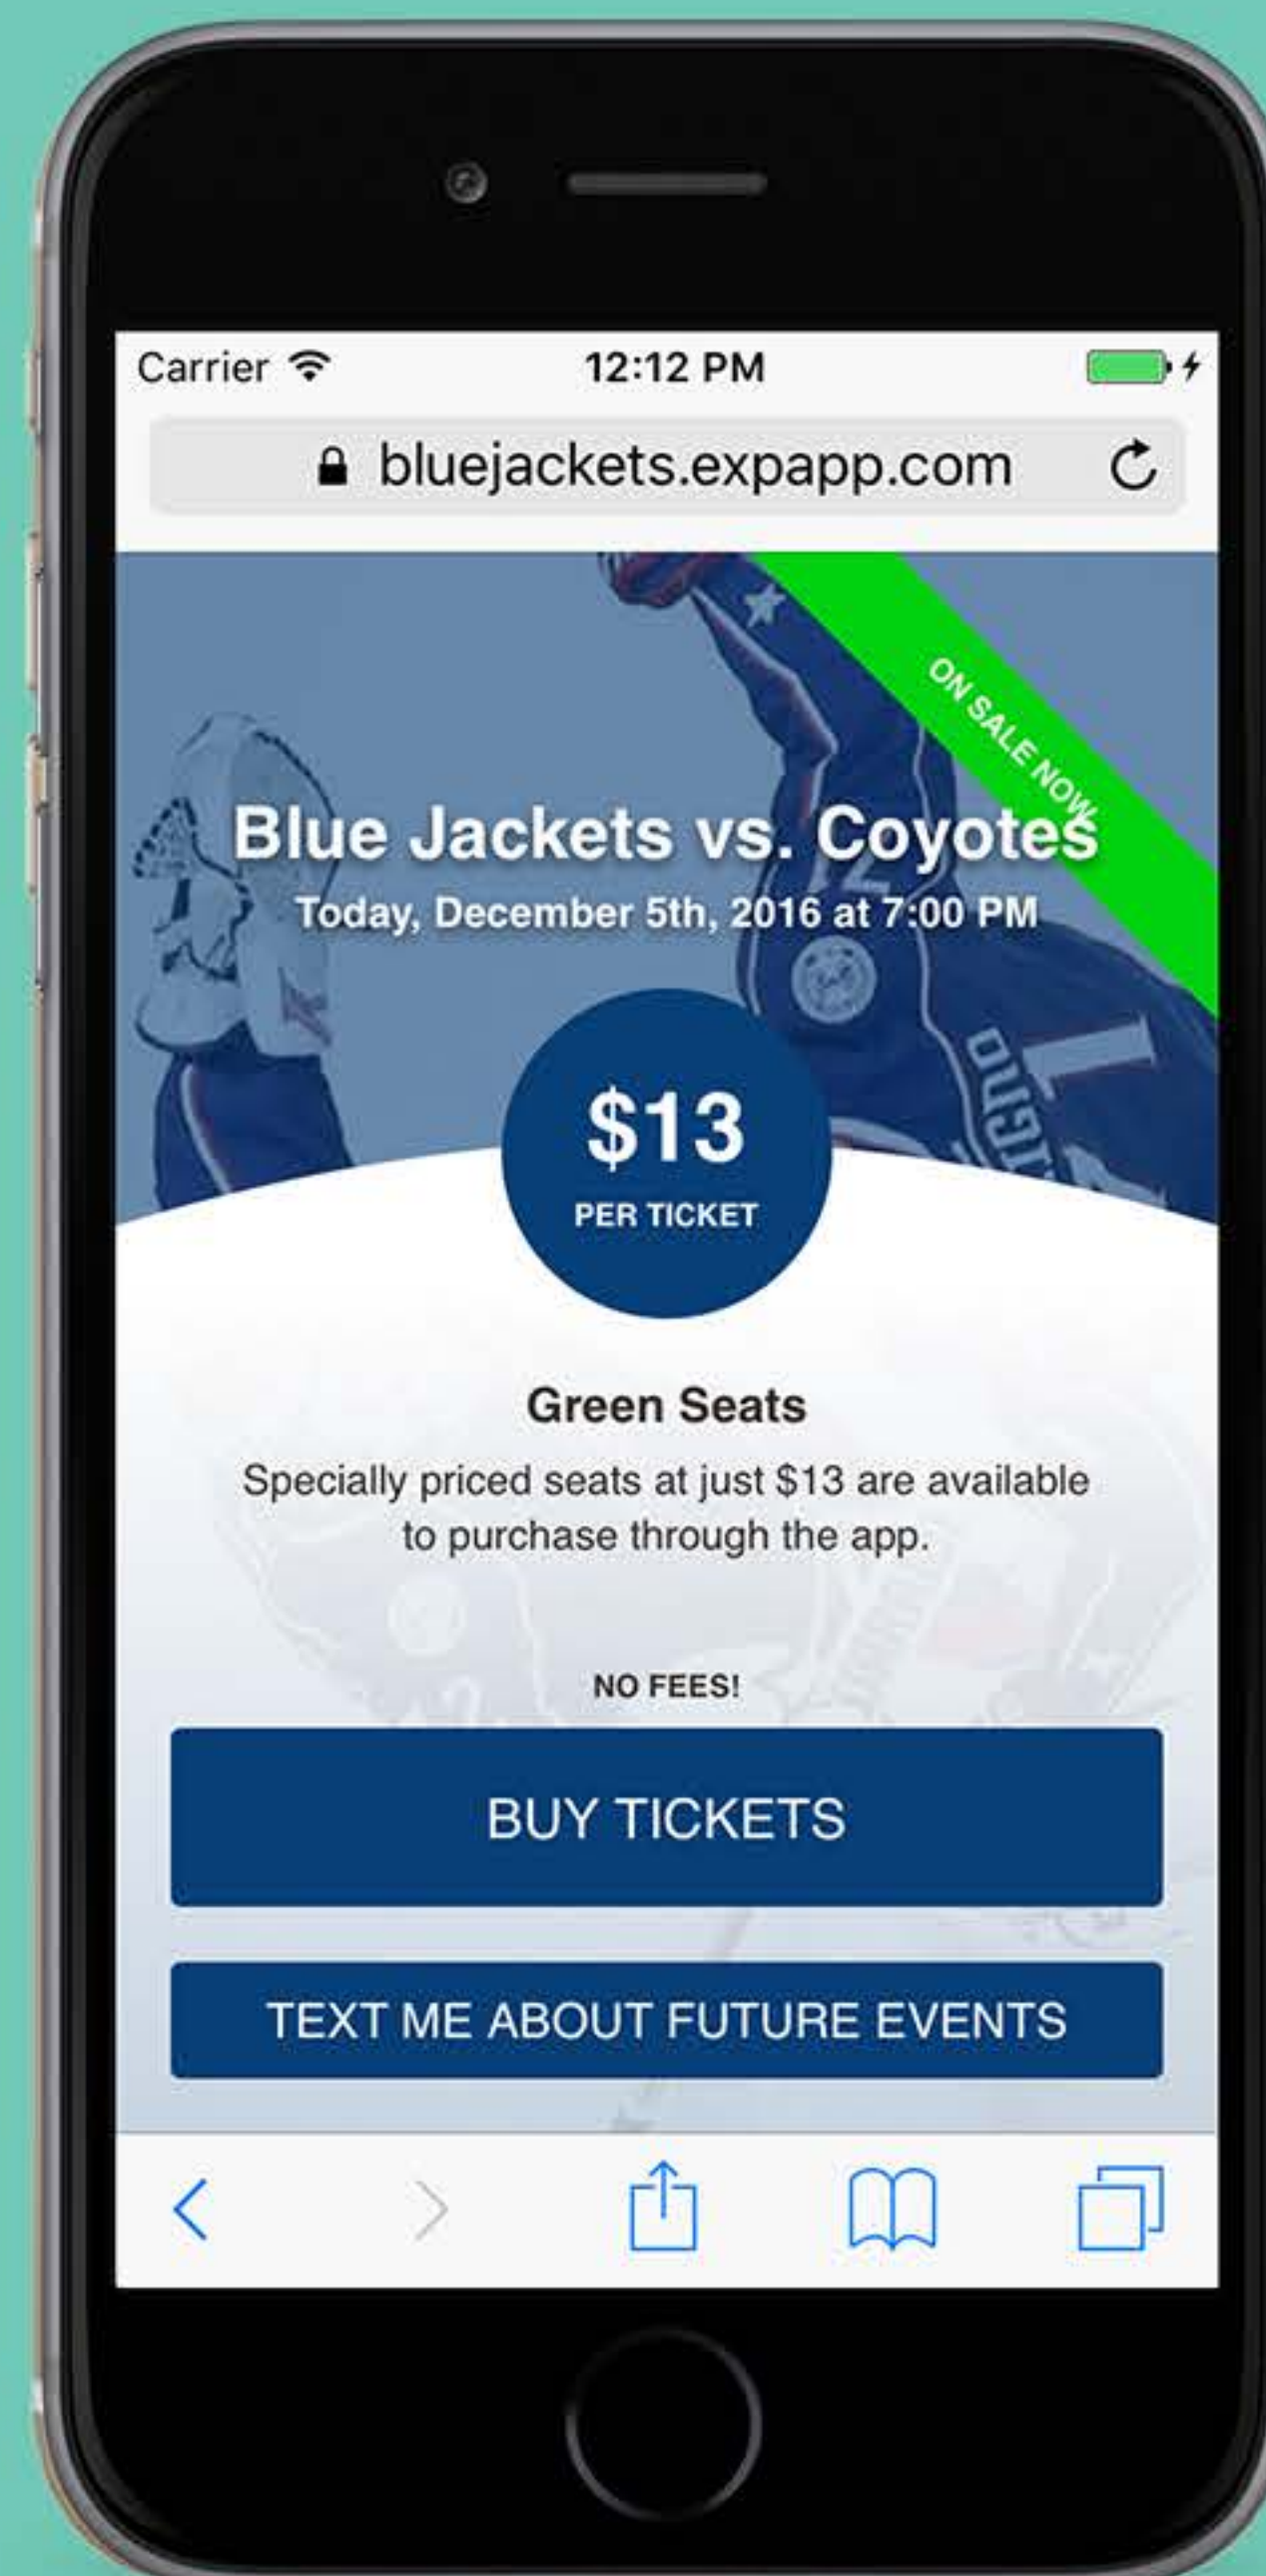 Carrier
12:12 PM
bluejackets.expapp.com
ON SALE NOW
Blue Jackets vs. Coyotes
Today, December 5th, 2016 at 7:00 PM
$13
PER TICKET
Green Seats
Specially priced seats at just $13 are available
to purchase through the app.
NO FEES!
BUY TICKETS
TEXT ME ABOUT FUTURE EVENTS